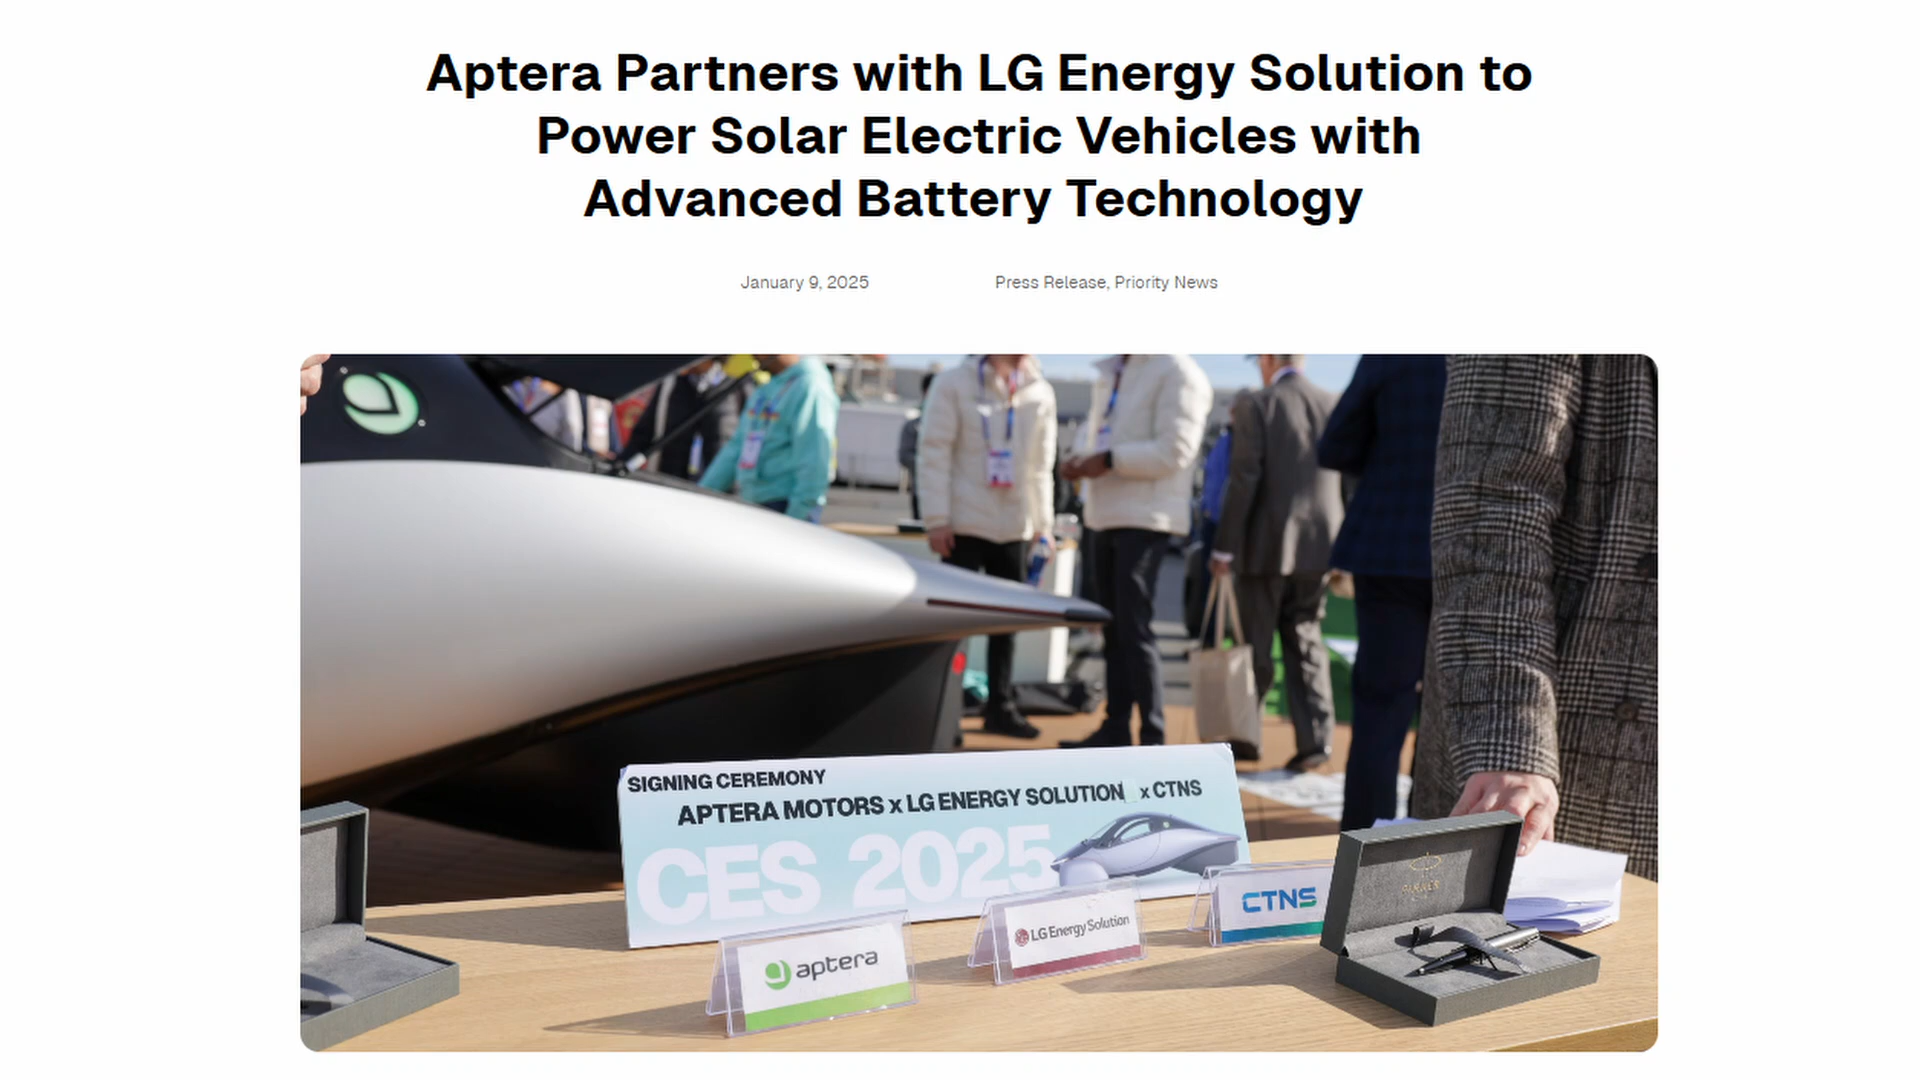 Aptera Partners with LG Energy Solution to
Power Solar Electric Vehicles with
Advanced Battery Technology
January 9, 2025
Press Release, Priority News
SIGNING CEREMONY
APTERA MOTORS x LG ENERGY SOLUTION x CTNS
CES 2025
aptera
LG Energy Solution
CTNS
PARKER